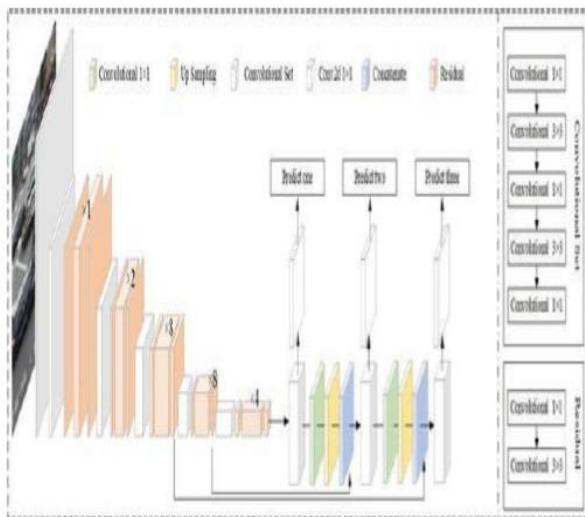 Convolutional 1×1
Up Sampling
Convolutional Set
Conv2d 1×1
Concatenate
Residual
×1
×2
×8
×8
×4
Predict one
Predict two
Predict three
Convolutional 1×1
Convolutional 3×3
Convolutional 1×1
Convolutional 3×3
Convolutional 1×1
Convolutional Set
Convolutional 1×1
Convolutional 3×3
Residual